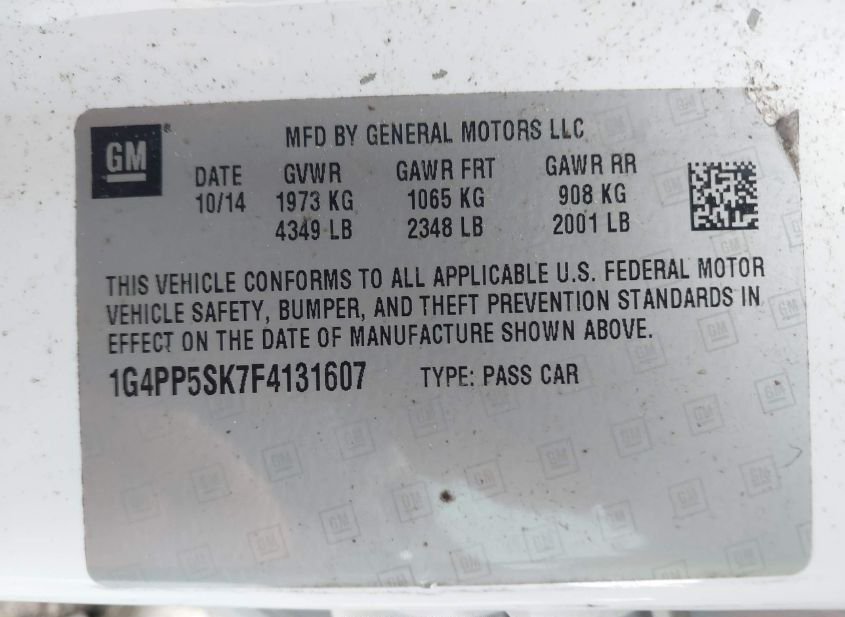 GM
MFD BY GENERAL MOTORS LLC
DATE GVWR GAWR FRT GAWR RR
10/14 1973 KG 1065 KG 908 KG
4349 LB 2348 LB 2001 LB
THIS VEHICLE CONFORMS TO ALL APPLICABLE U.S. FEDERAL MOTOR
VEHICLE SAFETY, BUMPER, AND THEFT PREVENTION STANDARDS IN
EFFECT ON THE DATE OF MANUFACTURE SHOWN ABOVE.
1G4PP5SK7F4131607 TYPE: PASS CAR